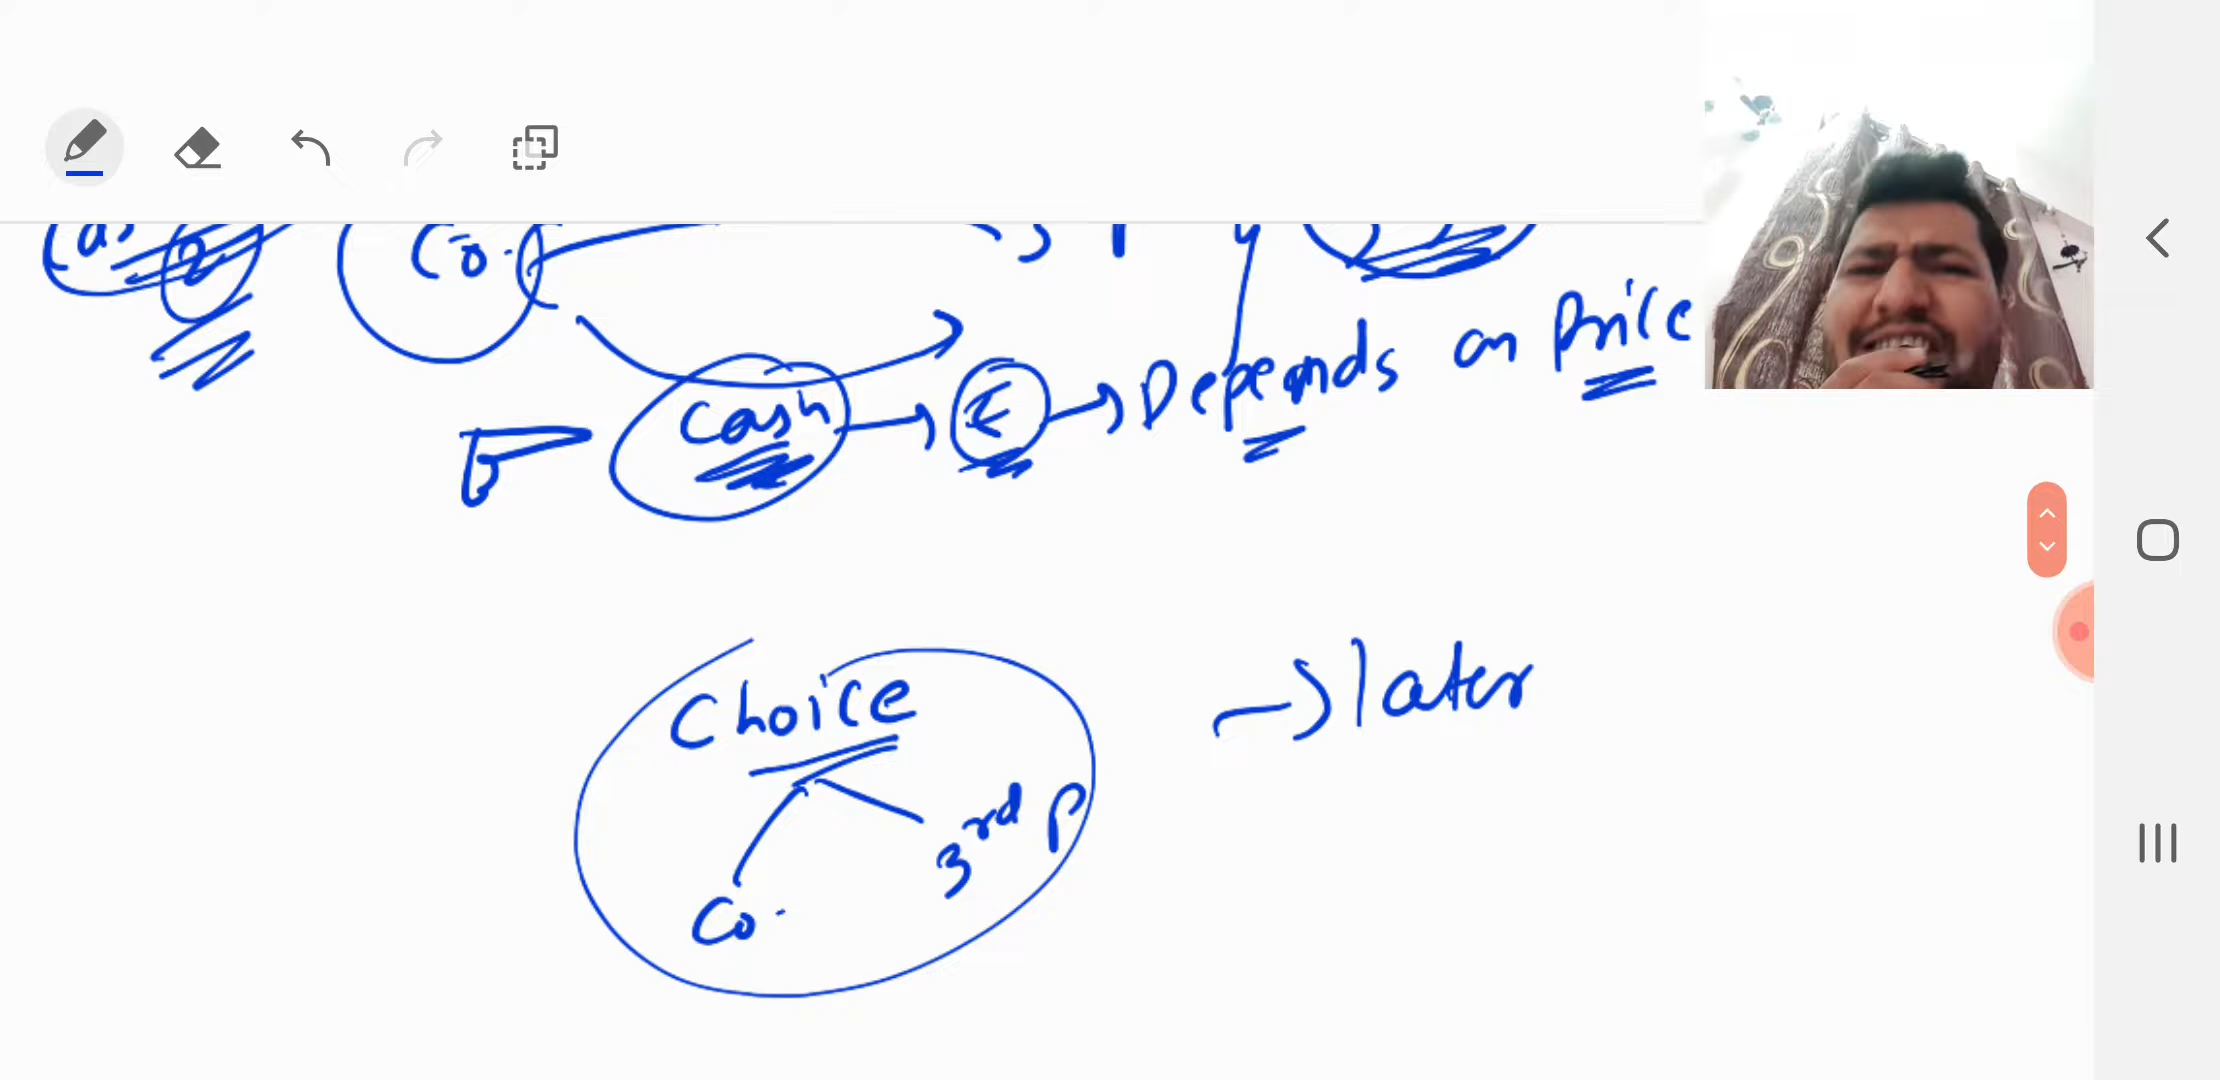 Co.
Cash → £ → Depends on Price
Choice → later
3rd P
Co.